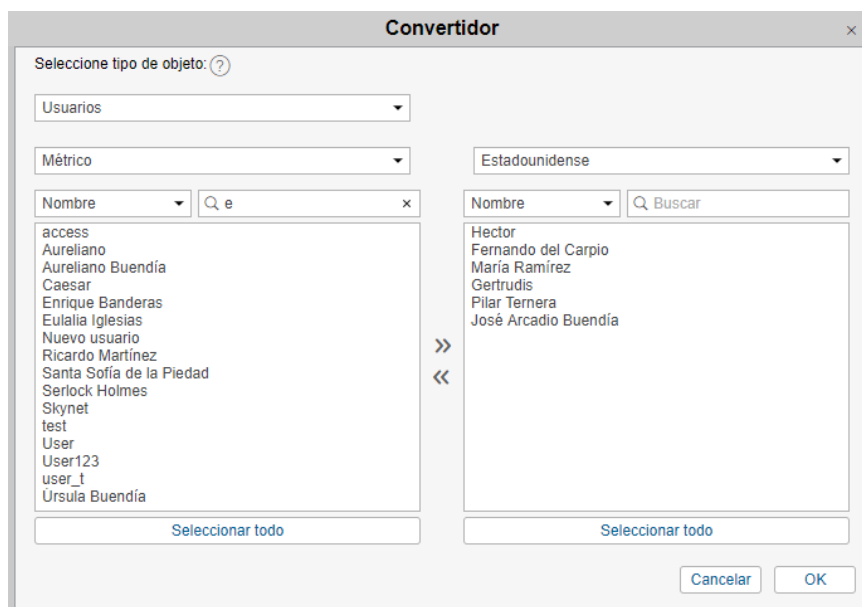 Convertidor
×
Seleccione tipo de objeto: ?
Usuarios
Métrico
Nombre
e
×
access
Aureliano
Aureliano Buendía
Caesar
Enrique Banderas
Eulalia Iglesias
Nuevo usuario
Ricardo Martínez
Santa Sofía de la Piedad
Serlock Holmes
Skynet
test
User
User123
user_t
Úrsula Buendía
Seleccionar todo
»
«
Estadounidense
Nombre
Buscar
Hector
Fernando del Carpio
María Ramírez
Gertrudis
Pilar Ternera
José Arcadio Buendía
Seleccionar todo
Cancelar
OK